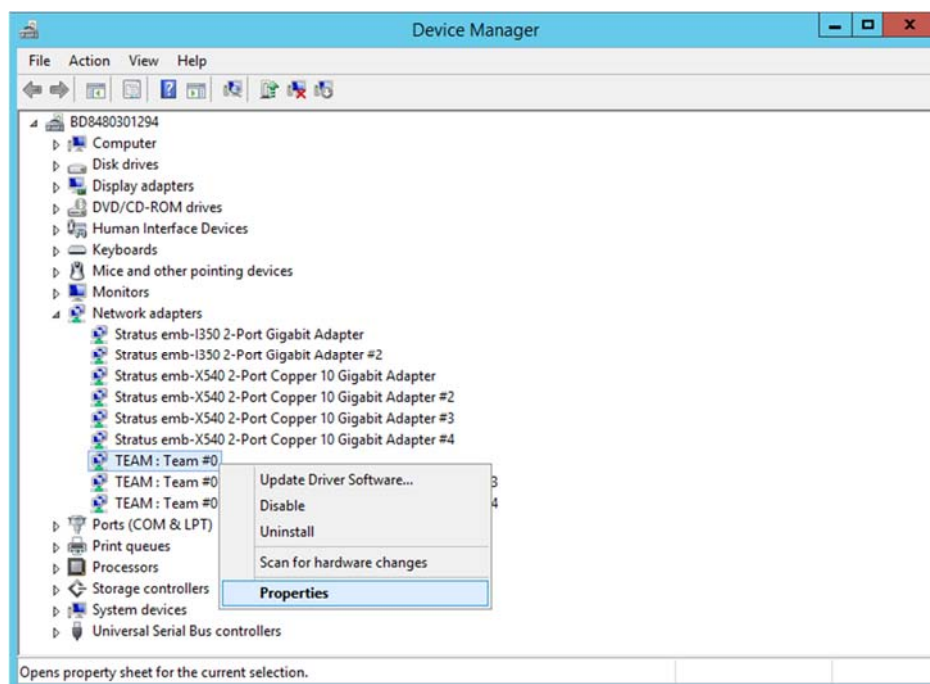 Device Manager
File Action View Help
BD8480301294
Computer
Disk drives
Display adapters
DVD/CD-ROM drives
Human Interface Devices
Keyboards
Mice and other pointing devices
Monitors
Network adapters
Stratus emb-I350 2-Port Gigabit Adapter
Stratus emb-I350 2-Port Gigabit Adapter #2
Stratus emb-X540 2-Port Copper 10 Gigabit Adapter
Stratus emb-X540 2-Port Copper 10 Gigabit Adapter #2
Stratus emb-X540 2-Port Copper 10 Gigabit Adapter #3
Stratus emb-X540 2-Port Copper 10 Gigabit Adapter #4
TEAM : Team #0
TEAM : Team #0 3
TEAM : Team #0 4
Update Driver Software...
Disable
Uninstall
Scan for hardware changes
Properties
Ports (COM & LPT)
Print queues
Processors
Storage controllers
System devices
Universal Serial Bus controllers
Opens property sheet for the current selection.